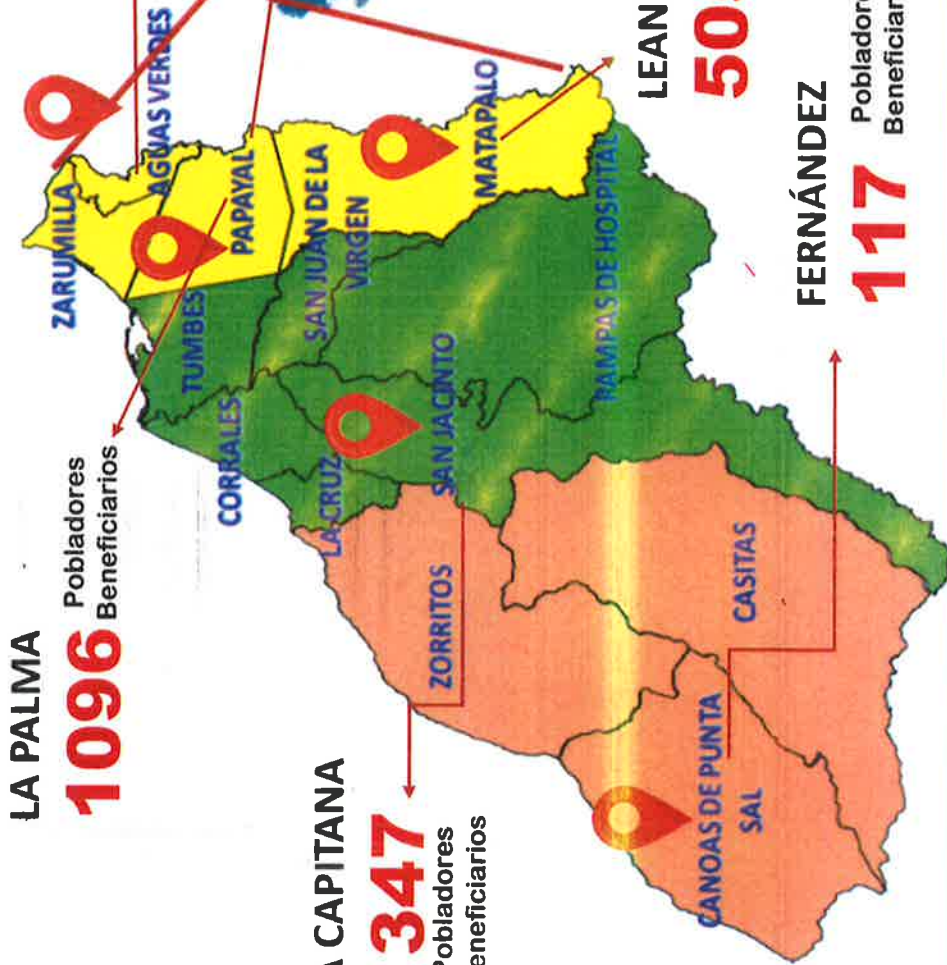 LA PALMA
1096 Pobladores
Beneficiarios
ZARUMILLA
AGUAS VERDES
PAPAYAL
TUMBES
SAN JUAN DE LA
VIRGEN
MATAPALO
CORRALES
LA CRUZ
SAN JACINTO
PAMPAS DE HOSPITAL
ZORRITOS
CASITAS
CANOAS DE PUNTA
SAL
A CAPITANA
347
Pobladores
eneficiarios
LEAN
50
Poblador
Beneficiar
FERNÁNDEZ
117